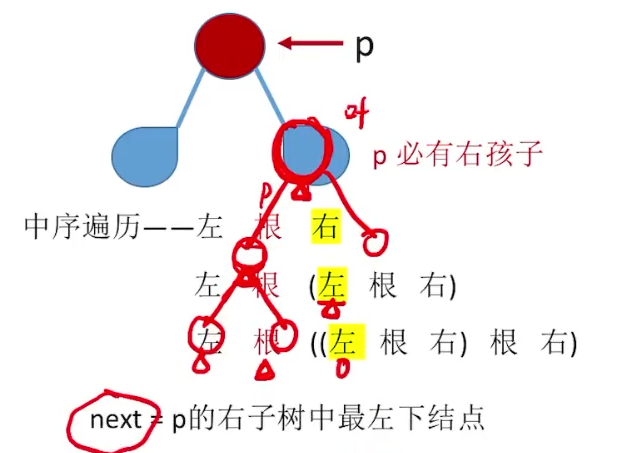 p
p 必有右孩子
p
中序遍历——左 根 右
左 根 (左 根 右)
左 根 ((左 根 右) 根 右)
next = p的右子树中最左下结点